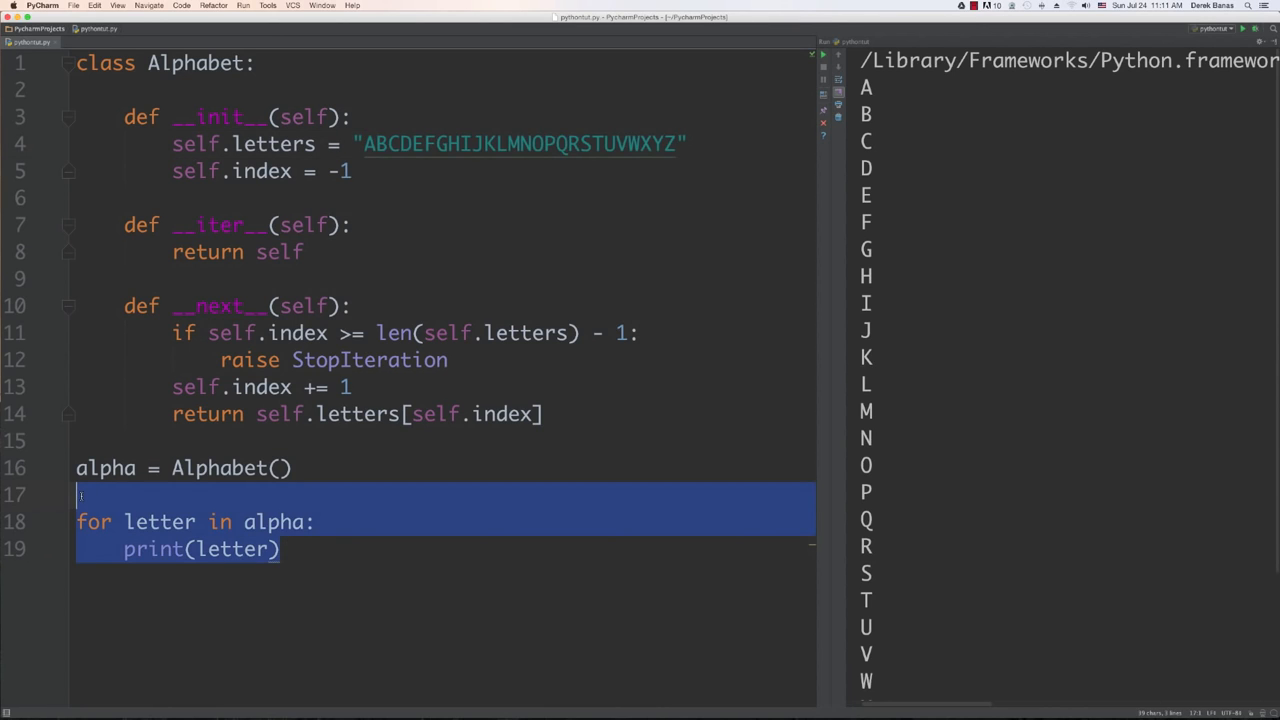 PyCharm File Edit View Navigate Code Refactor Run Tools VCS Window Help
10 Sun Jul 24 11:11 AM Derek Banas
pythontut.py - PycharmProjects - [~/PycharmProjects]
PycharmProjects pythontut.py pythontut
pythontut.py
Run: pythontut
1 class Alphabet:
2
3 def __init__(self):
4 self.letters = "ABCDEFGHIJKLMNOPQRSTUVWXYZ"
5 self.index = -1
6
7 def __iter__(self):
8 return self
9
10 def __next__(self):
11 if self.index >= len(self.letters) - 1:
12 raise StopIteration
13 self.index += 1
14 return self.letters[self.index]
15
16 alpha = Alphabet()
17
18 for letter in alpha:
19 print(letter)
/Library/Frameworks/Python.framewor
A
B
C
D
E
F
G
H
I
J
K
L
M
N
O
P
Q
R
S
T
U
V
W
39 chars, 3 lines 17:1 LF÷ UTF-8÷